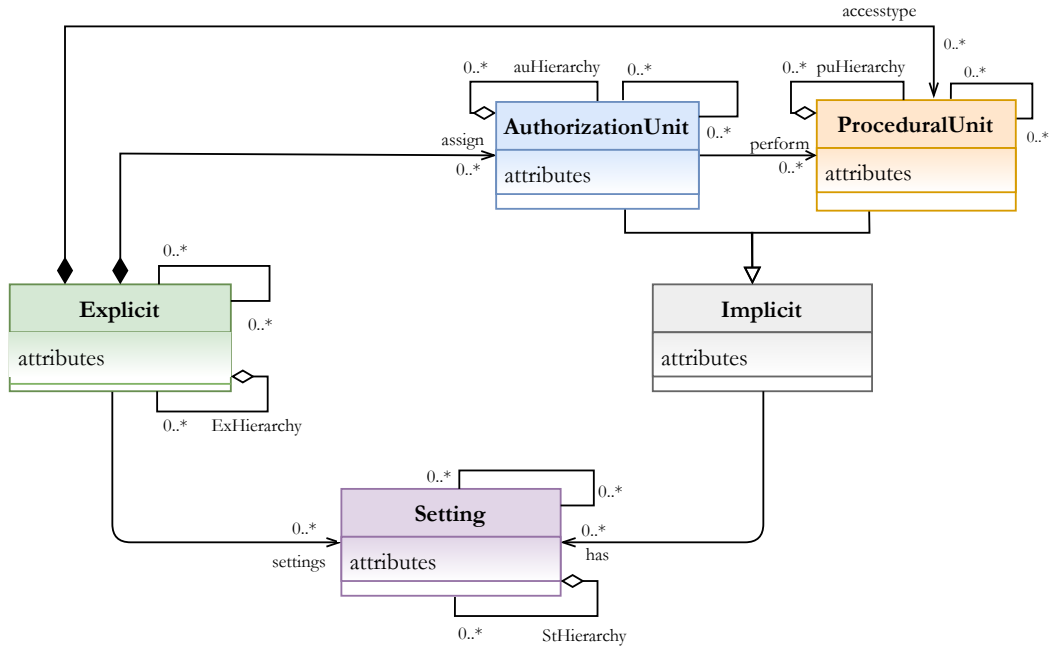 accesstype
0..*
0..*
auHierarchy
0..*
0..*
puHierarchy
0..*
AuthorizationUnit
0..*
ProceduralUnit
0..*
assign
0..*
perform
0..*
attributes
attributes
0..*
Explicit
0..*
Implicit
attributes
attributes
0..*
ExHierarchy
0..*
0..*
Setting
0..*
settings
0..*
has
attributes
0..*
StHierarchy